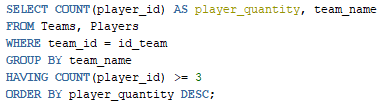 SELECT COUNT(player_id) AS player_quantity, team_name
FROM Teams, Players
WHERE team_id = id_team
GROUP BY team_name
HAVING COUNT(player_id) >= 3
ORDER BY player_quantity DESC;